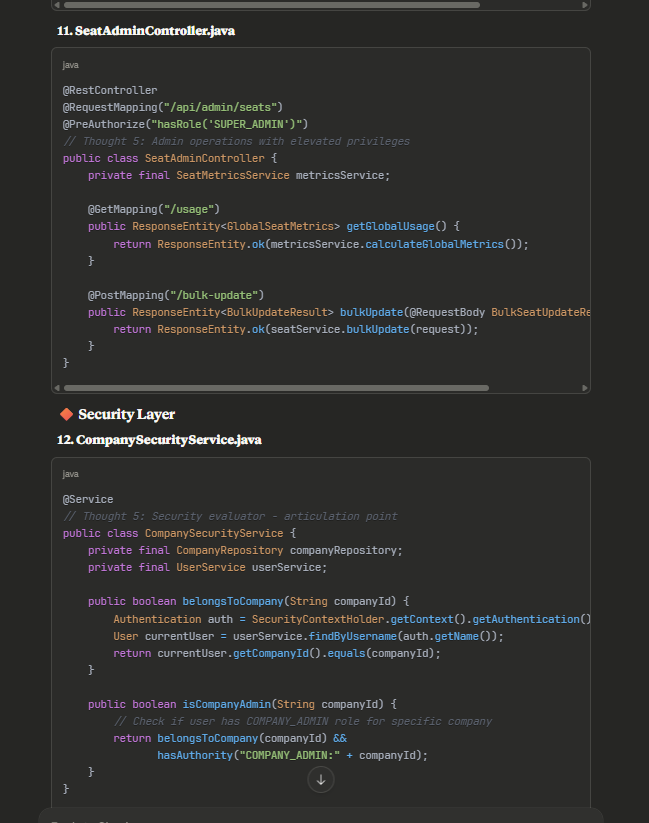 11. SeatAdminController.java
java
@RestController
@RequestMapping("/api/admin/seats")
@PreAuthorize("hasRole('SUPER_ADMIN')")
// Thought 5: Admin operations with elevated privileges
public class SeatAdminController {
    private final SeatMetricsService metricsService;
    @GetMapping("/usage")
    public ResponseEntity<GlobalSeatMetrics> getGlobalUsage() {
        return ResponseEntity.ok(metricsService.calculateGlobalMetrics());
    }
    @PostMapping("/bulk-update")
    public ResponseEntity<BulkUpdateResult> bulkUpdate(@RequestBody BulkSeatUpdateRe
        return ResponseEntity.ok(seatService.bulkUpdate(request));
    }
}
Security Layer
12. CompanySecurityService.java
java
@Service
// Thought 5: Security evaluator - articulation point
public class CompanySecurityService {
    private final CompanyRepository companyRepository;
    private final UserService userService;
    public boolean belongsToCompany(String companyId) {
        Authentication auth = SecurityContextHolder.getContext().getAuthentication()
        User currentUser = userService.findByUsername(auth.getName());
        return currentUser.getCompanyId().equals(companyId);
    }
    public boolean isCompanyAdmin(String companyId) {
        // Check if user has COMPANY_ADMIN role for specific company
        return belongsToCompany(companyId) &&
               hasAuthority("COMPANY_ADMIN:" + companyId);
    }
}